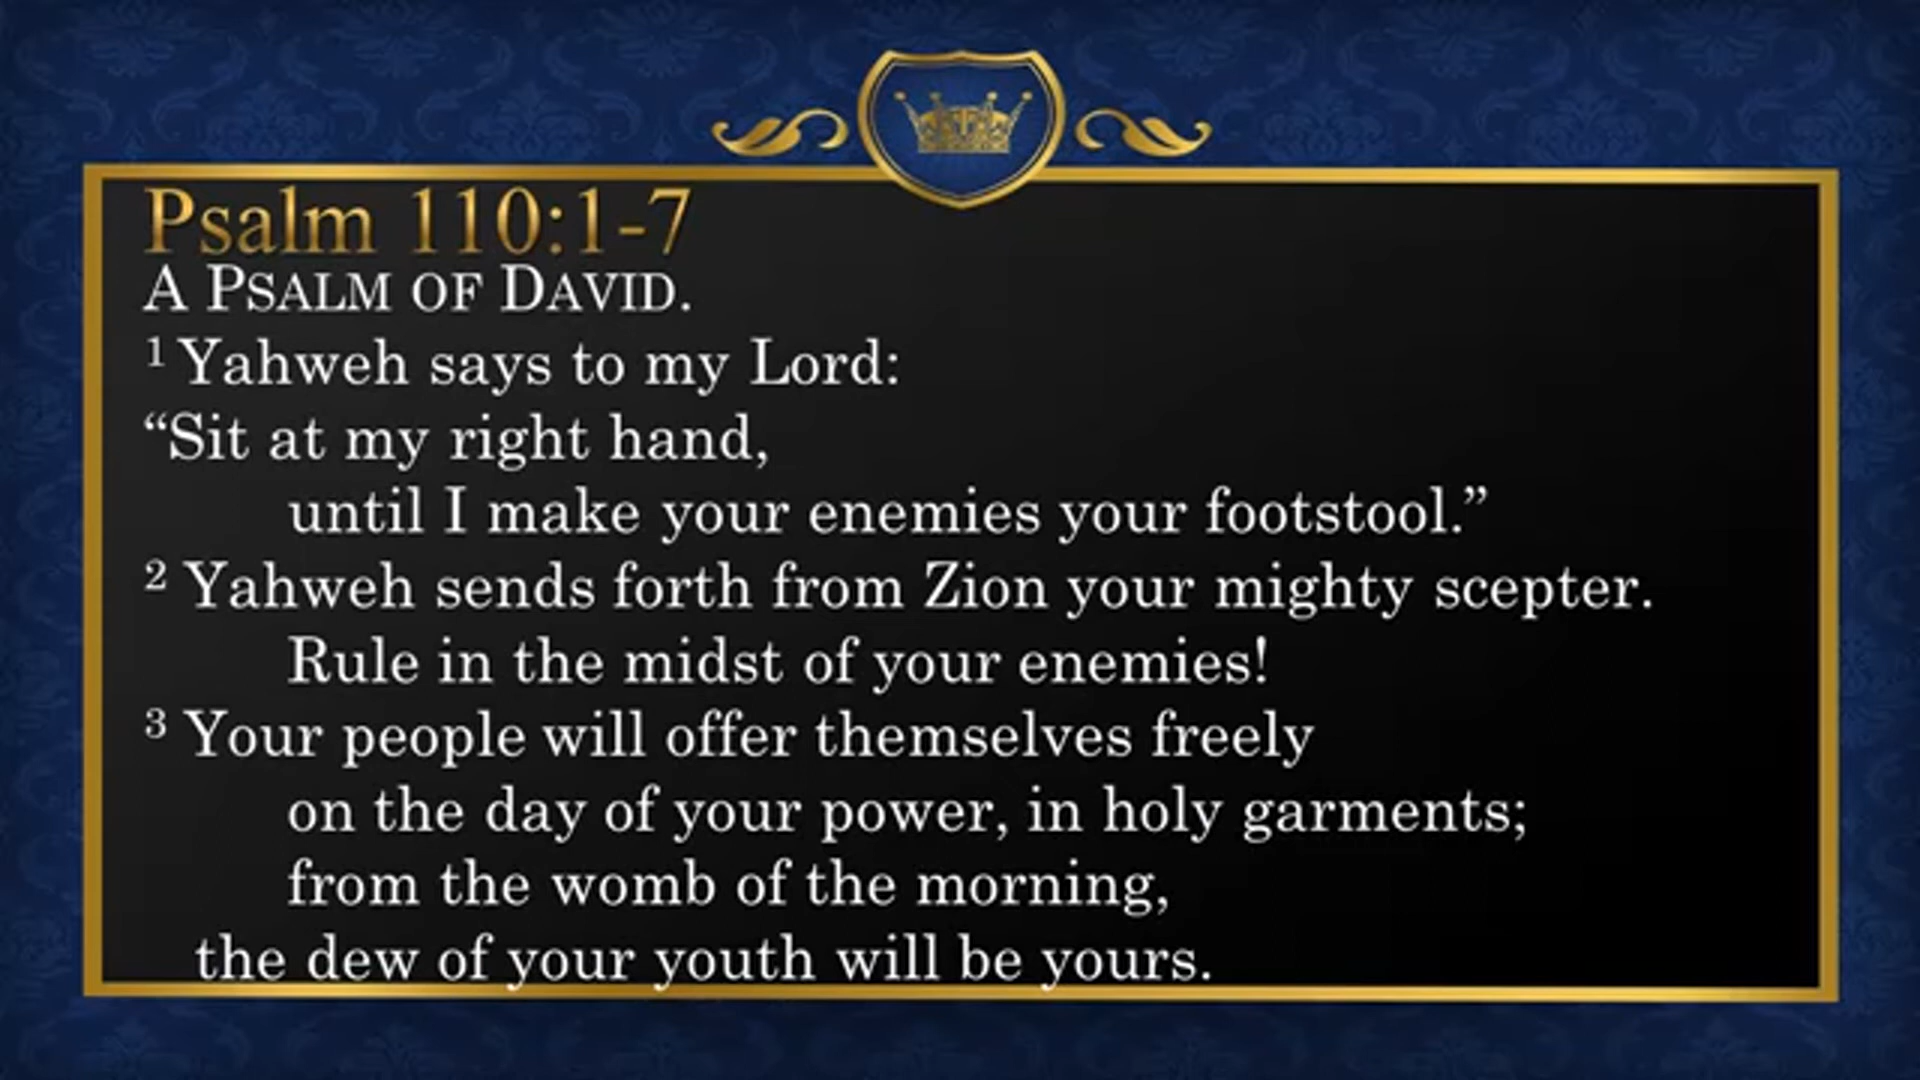 Psalm 110:1-7
A PSALM OF DAVID.
1 Yahweh says to my Lord:
“Sit at my right hand,
until I make your enemies your footstool.”
2 Yahweh sends forth from Zion your mighty scepter.
Rule in the midst of your enemies!
3 Your people will offer themselves freely
on the day of your power, in holy garments;
from the womb of the morning,
the dew of your youth will be yours.